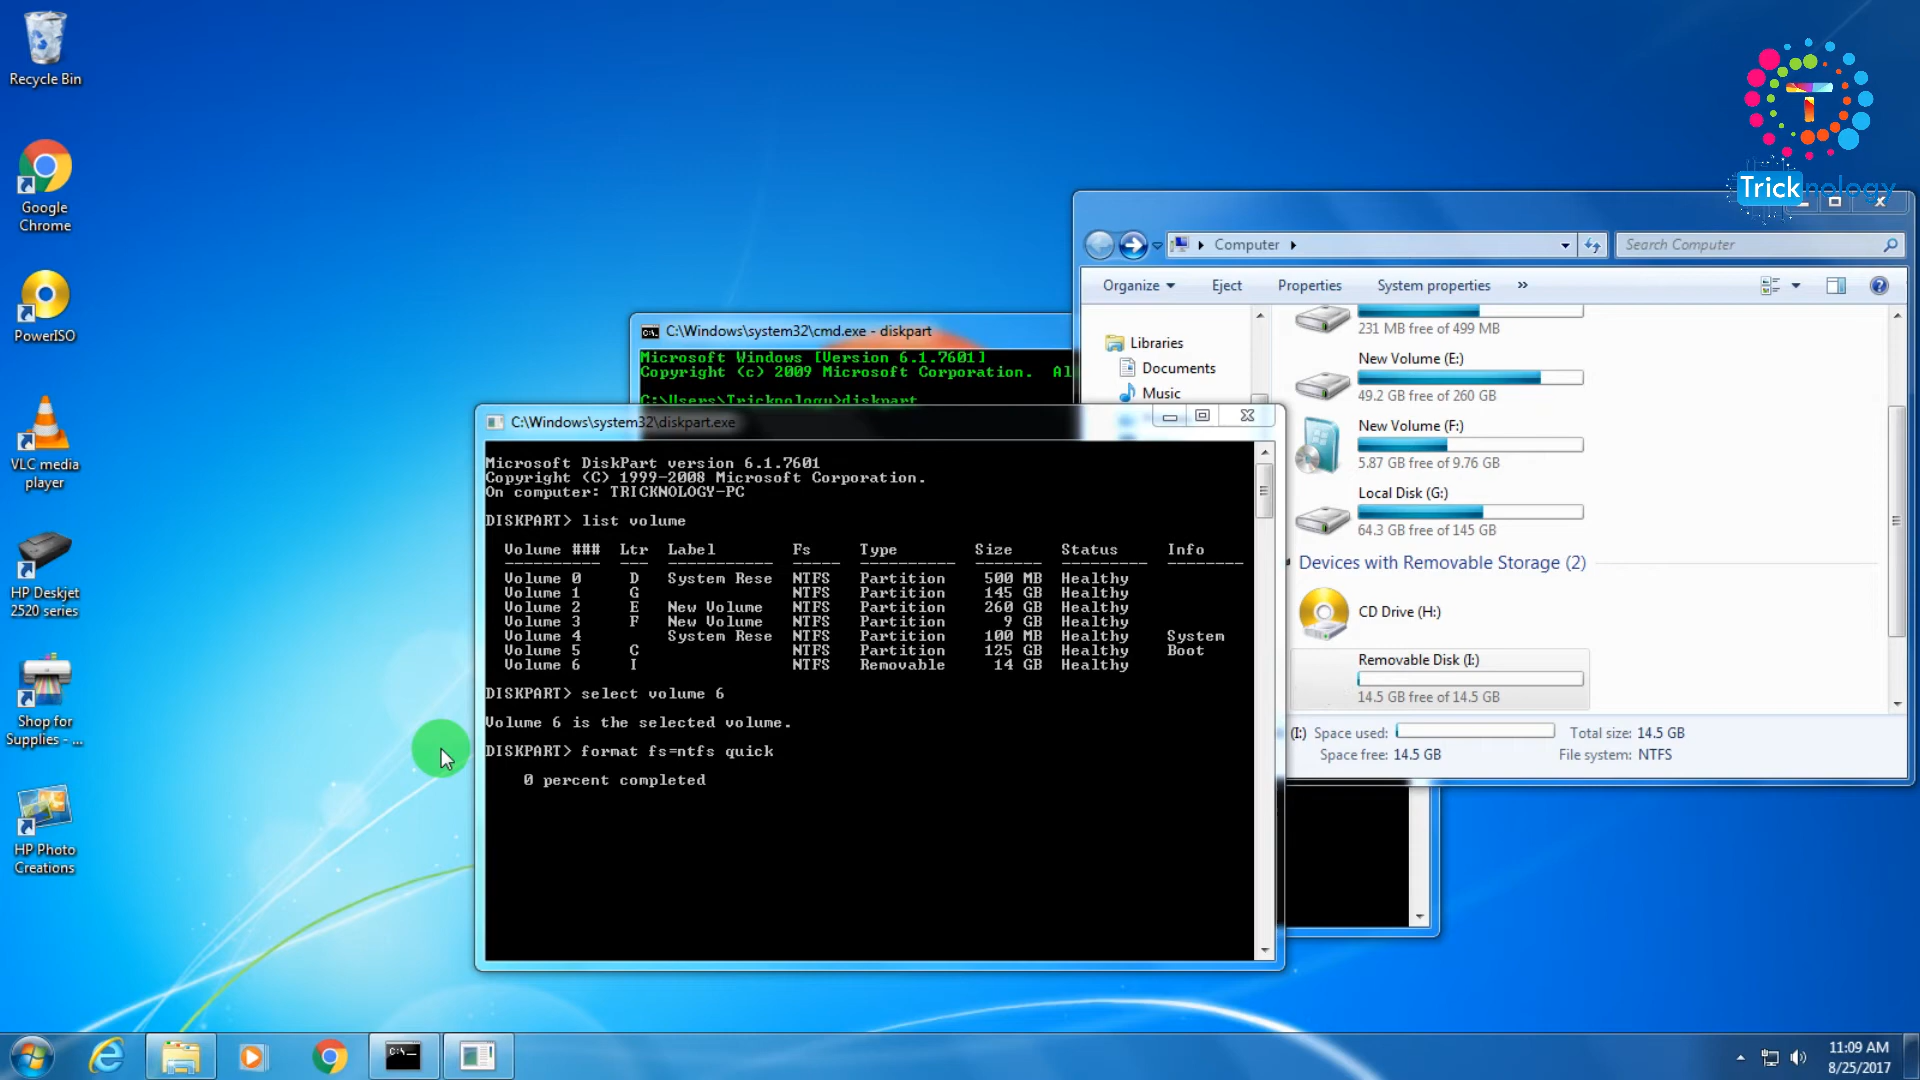 Recycle Bin
Google
Chrome
PowerISO
VLC media
player
HP Deskjet
2520 series
Shop for
Supplies - ...
HP Photo
Creations
T
Tricknology
Computer
Search Computer
Organize
Eject
Properties
System properties
»
Libraries
Documents
Music
231 MB free of 499 MB
New Volume (E:)
49.2 GB free of 260 GB
New Volume (F:)
5.87 GB free of 9.76 GB
Local Disk (G:)
64.3 GB free of 145 GB
Devices with Removable Storage (2)
CD Drive (H:)
Removable Disk (I:)
14.5 GB free of 14.5 GB
(I:) Space used:
Total size: 14.5 GB
Space free: 14.5 GB
File system: NTFS
C:\Windows\system32\cmd.exe - diskpart
Microsoft Windows [Version 6.1.7601]
Copyright (c) 2009 Microsoft Corporation. Al
C:\Users\Tricknology>diskpart
C:\Windows\system32\diskpart.exe
Microsoft DiskPart version 6.1.7601
Copyright (C) 1999-2008 Microsoft Corporation.
On computer: TRICKNOLOGY-PC
DISKPART> list volume
Volume ### Ltr Label Fs Type Size Status Info
---------- --- ----------- ----- ---------- ------- --------- --------
Volume 0 D System Rese NTFS Partition 500 MB Healthy
Volume 1 G NTFS Partition 145 GB Healthy
Volume 2 E New Volume NTFS Partition 260 GB Healthy
Volume 3 F New Volume NTFS Partition 9 GB Healthy
Volume 4 System Rese NTFS Partition 100 MB Healthy System
Volume 5 C NTFS Partition 125 GB Healthy Boot
Volume 6 I NTFS Removable 14 GB Healthy
DISKPART> select volume 6
Volume 6 is the selected volume.
DISKPART> format fs=ntfs quick
0 percent completed
C:\_
11:09 AM
8/25/2017